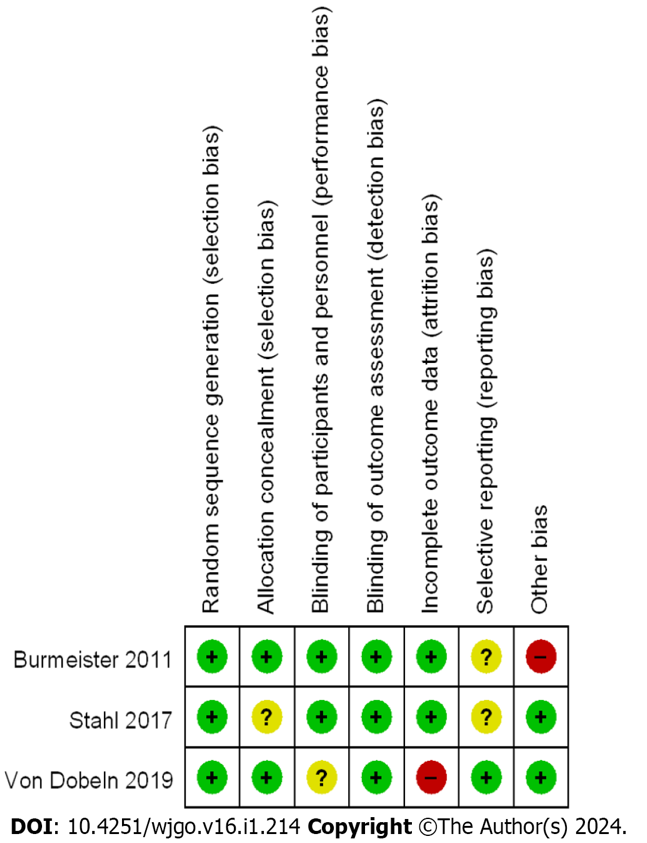 Random sequence generation (selection bias)
Allocation concealment (selection bias)
Blinding of participants and personnel (performance bias)
Blinding of outcome assessment (detection bias)
Incomplete outcome data (attrition bias)
Selective reporting (reporting bias)
Other bias
Burmeister 2011 + + + + + ? –
Stahl 2017 + ? + + + ? +
Von Dobeln 2019 + + ? + – + +
DOI: 10.4251/wjgo.v16.i1.214 Copyright ©The Author(s) 2024.